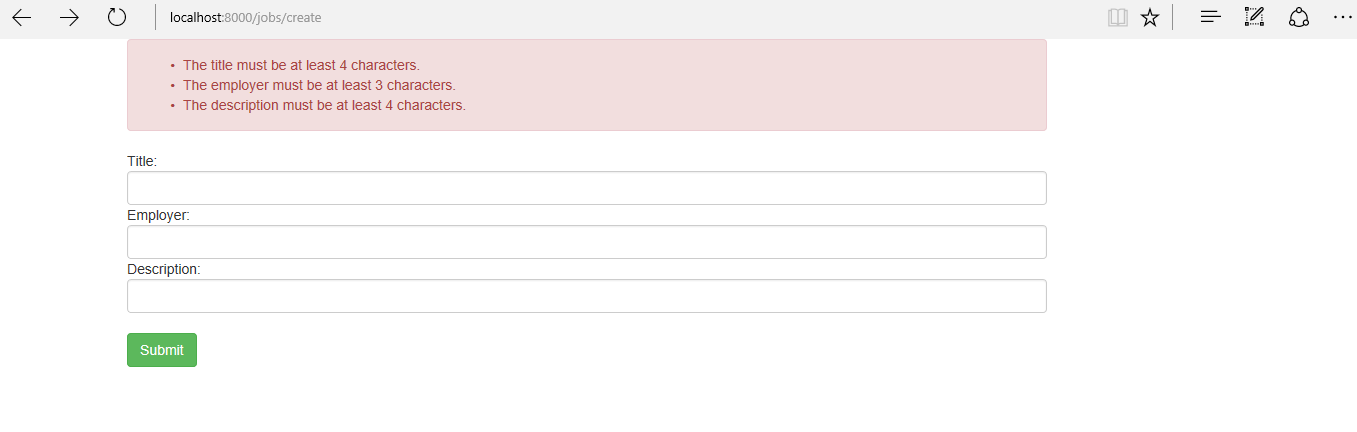 localhost:8000/jobs/create
• The title must be at least 4 characters.
• The employer must be at least 3 characters.
• The description must be at least 4 characters.
Title:
Employer:
Description:
Submit